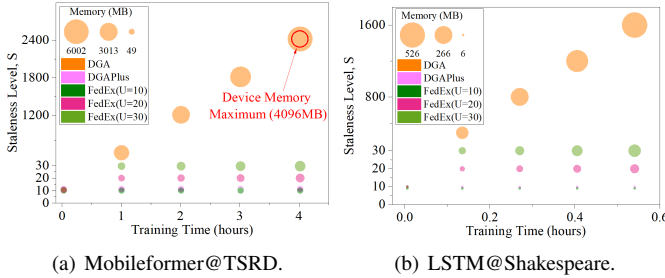 Memory (MB)
6002 3013 49
DGA
DGAPlus
FedEx(U=10)
FedEx(U=20)
FedEx(U=30)
Device Memory
Maximum (4096MB)
Staleness Level, S
2400
1800
1200
30
20
10
0
0 1 2 3 4
Training Time (hours)
(a) Mobileformer@TSRD.
Memory (MB)
526 266 6
DGA
DGAPlus
FedEx(U=10)
FedEx(U=20)
FedEx(U=30)
Staleness Level, S
1600
800
30
20
10
0
0.0 0.2 0.4 0.6
Training Time (hours)
(b) LSTM@Shakespeare.